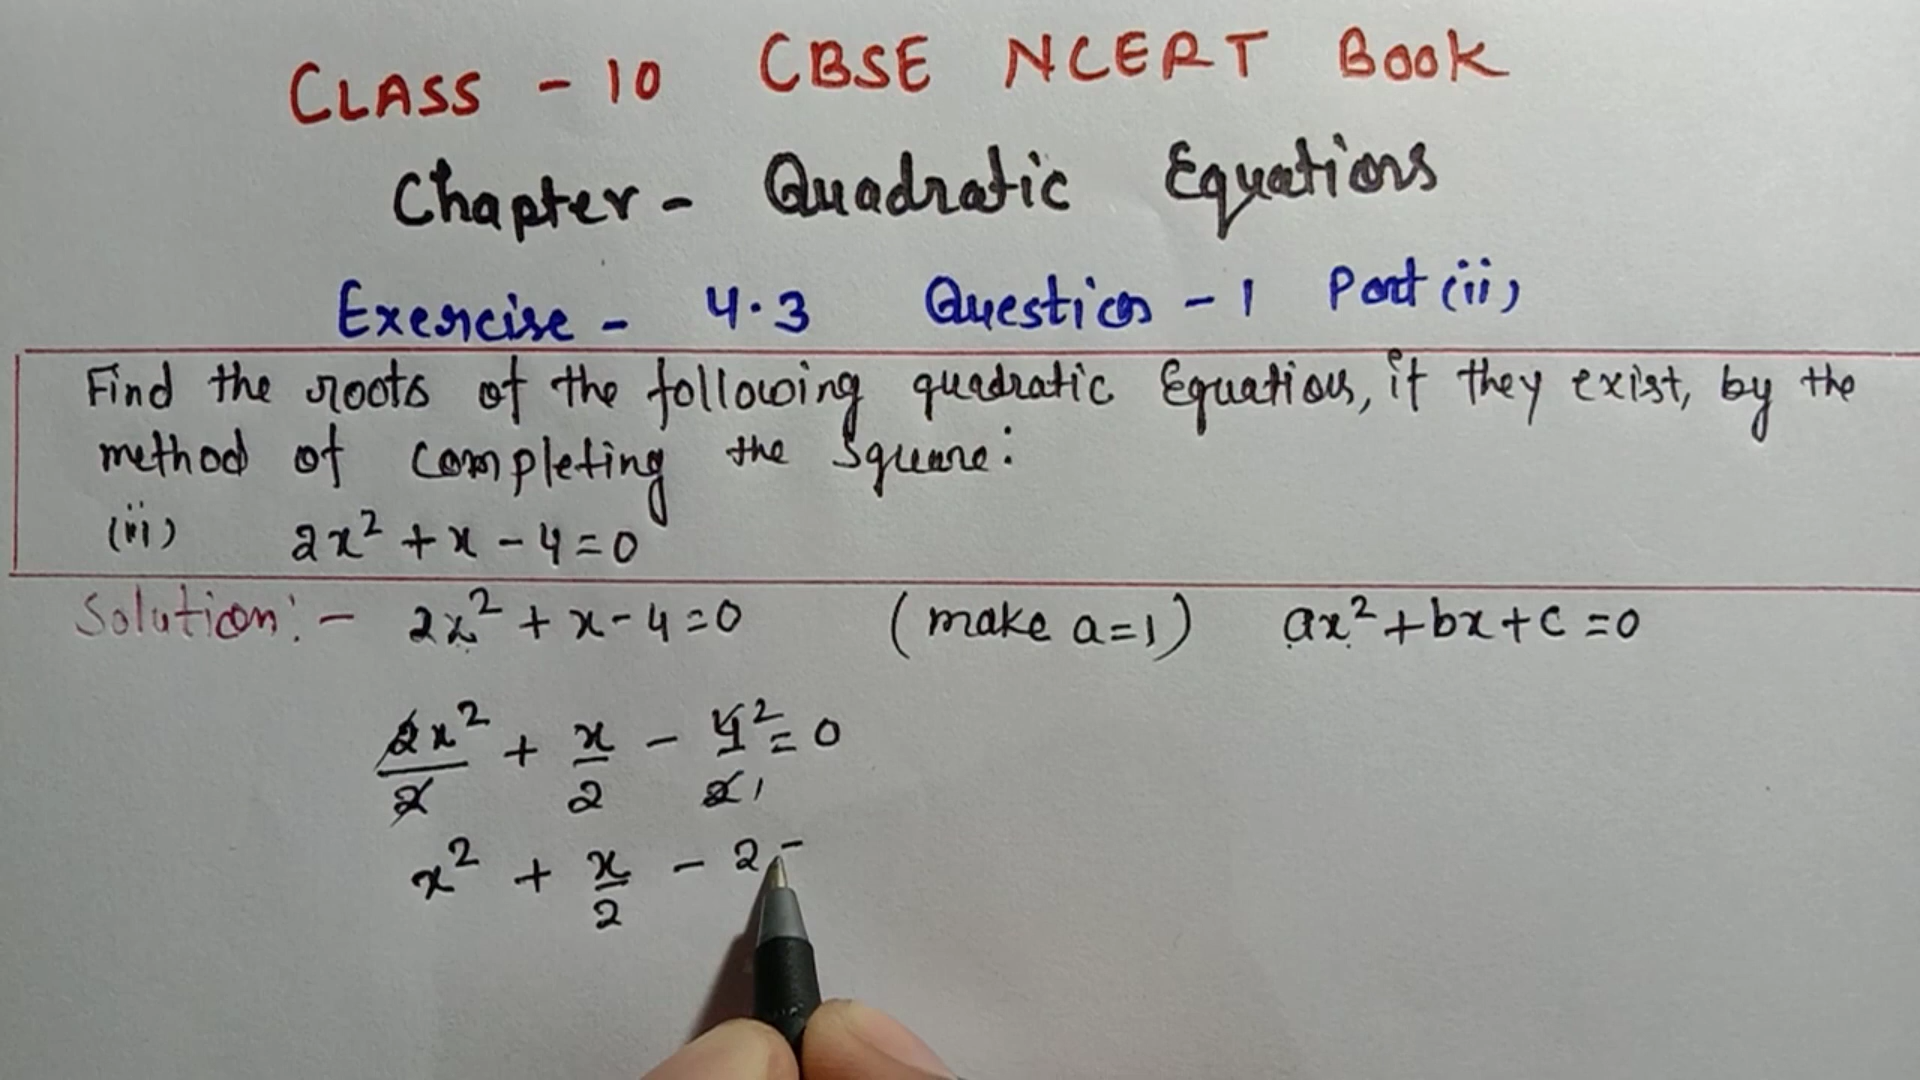 CLASS - 10 CBSE NCERT Book
Chapter - Quadratic Equations
Exercise - 4.3 Question - 1 Part (ii)
Find the roots of the following quadratic Equations, if they exist, by the
method of completing the Square:
(ii) 2x² + x - 4 = 0
Solution:- 2x² + x - 4 = 0 (make a=1) ax² + bx + c = 0
2x²/2 + x/2 - 4²/2 1 = 0
x² + x/2 - 2 -